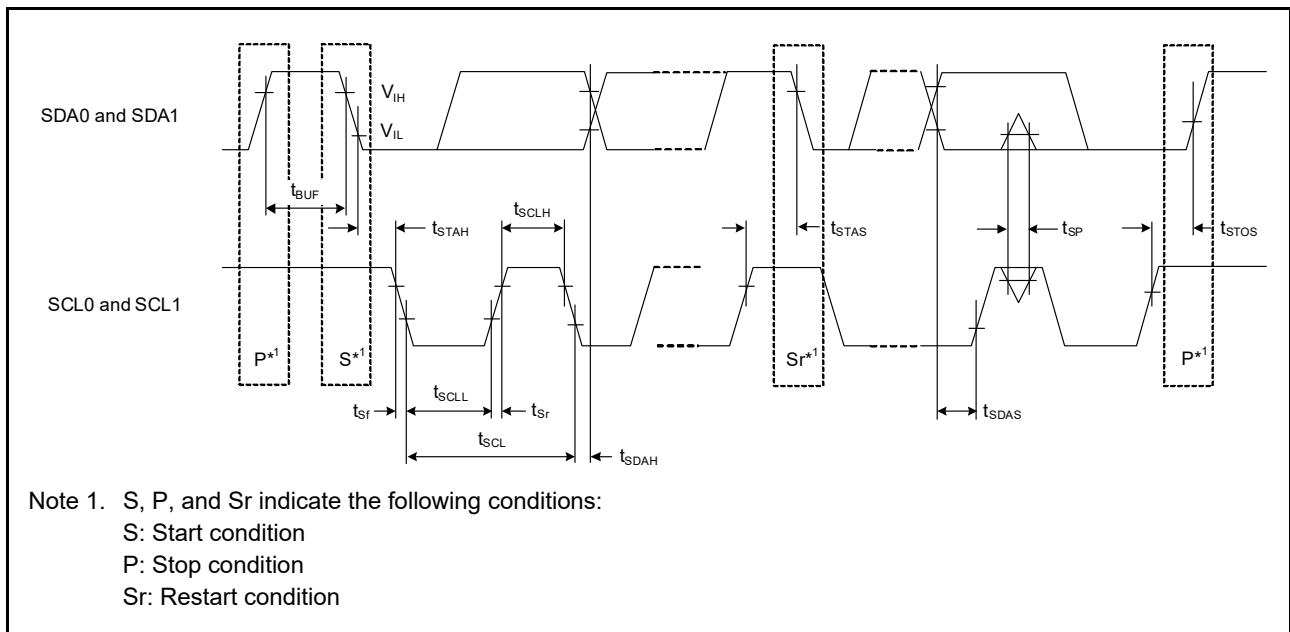 SDA0 and SDA1
V_IH
V_IL
t_BUF
t_STAH
t_SCLH
t_STAS
t_SP
t_STOS
SCL0 and SCL1
P*1
S*1
Sr*1
P*1
t_Sf
t_SCLL
t_Sr
t_SDAS
t_SCL
t_SDAH
Note 1. S, P, and Sr indicate the following conditions:
S: Start condition
P: Stop condition
Sr: Restart condition